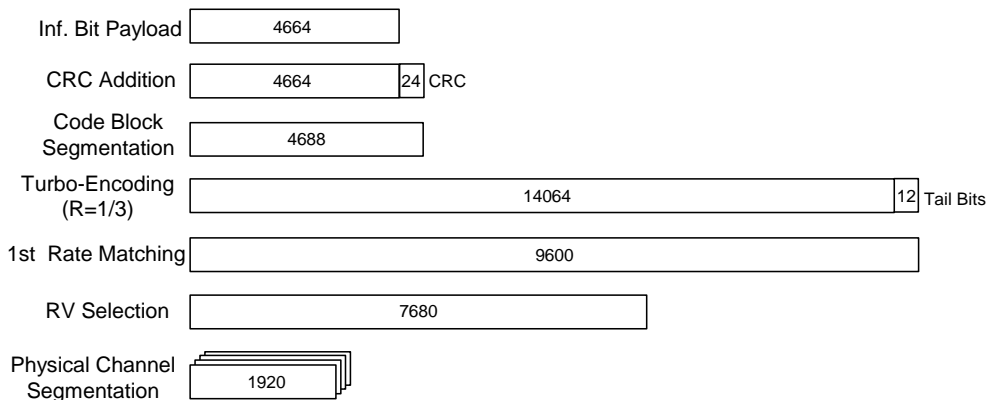 Inf. Bit Payload 4664
CRC Addition 4664 24 CRC
Code Block
Segmentation 4688
Turbo-Encoding
(R=1/3) 14064 12 Tail Bits
1st Rate Matching 9600
RV Selection 7680
Physical Channel
Segmentation 1920